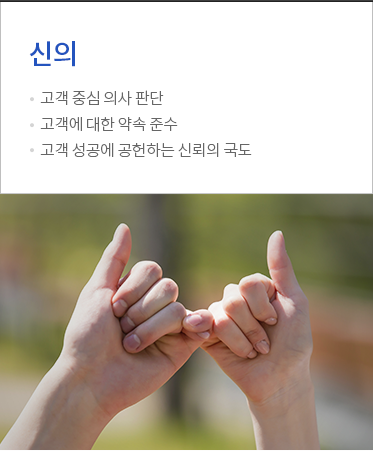 신의
고객 중심 의사 판단
고객에 대한 약속 준수
고객 성공에 공헌하는 신뢰의 국도